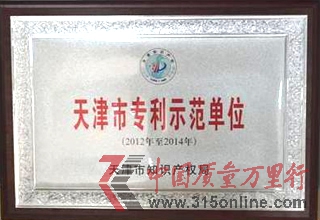 天津市专利示范单位
(2012年至2014年)
天津市知识产权局
中国质量万里行
www.315online.com